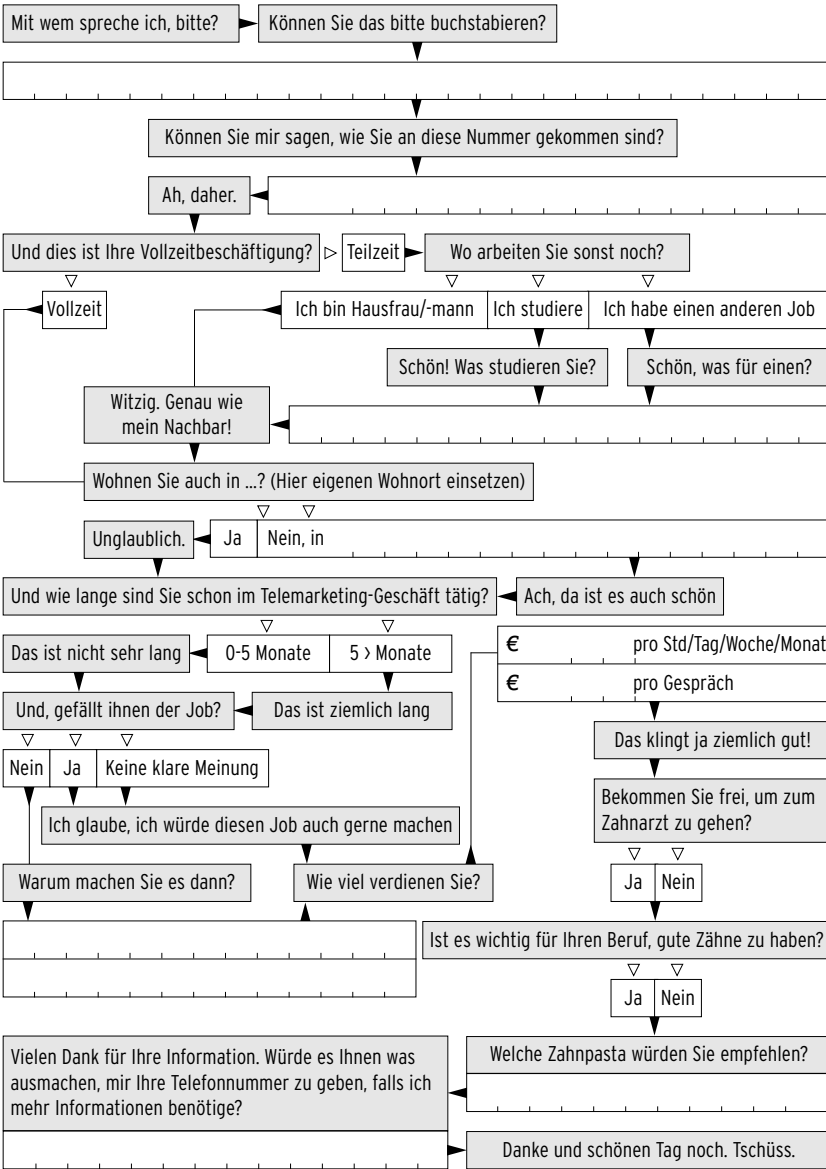 Mit wem spreche ich, bitte?
Können Sie das bitte buchstabieren?
Können Sie mir sagen, wie Sie an diese Nummer gekommen sind?
Ah, daher.
Und dies ist Ihre Vollzeitbeschäftigung?
Teilzeit
Wo arbeiten Sie sonst noch?
Vollzeit
Ich bin Hausfrau/-mann
Ich studiere
Ich habe einen anderen Job
Schön! Was studieren Sie?
Schön, was für einen?
Witzig. Genau wie
mein Nachbar!
Wohnen Sie auch in ...? (Hier eigenen Wohnort einsetzen)
Unglaublich.
Ja
Nein, in
Und wie lange sind Sie schon im Telemarketing-Geschäft tätig?
Ach, da ist es auch schön
Das ist nicht sehr lang
0-5 Monate
5 › Monate
€ pro Std/Tag/Woche/Monat
€ pro Gespräch
Und, gefällt ihnen der Job?
Das ist ziemlich lang
Das klingt ja ziemlich gut!
Nein
Ja
Keine klare Meinung
Bekommen Sie frei, um zum
Zahnarzt zu gehen?
Ich glaube, ich würde diesen Job auch gerne machen
Warum machen Sie es dann?
Wie viel verdienen Sie?
Ja
Nein
Ist es wichtig für Ihren Beruf, gute Zähne zu haben?
Ja
Nein
Welche Zahnpasta würden Sie empfehlen?
Vielen Dank für Ihre Information. Würde es Ihnen was
ausmachen, mir Ihre Telefonnummer zu geben, falls ich
mehr Informationen benötige?
Danke und schönen Tag noch. Tschüss.